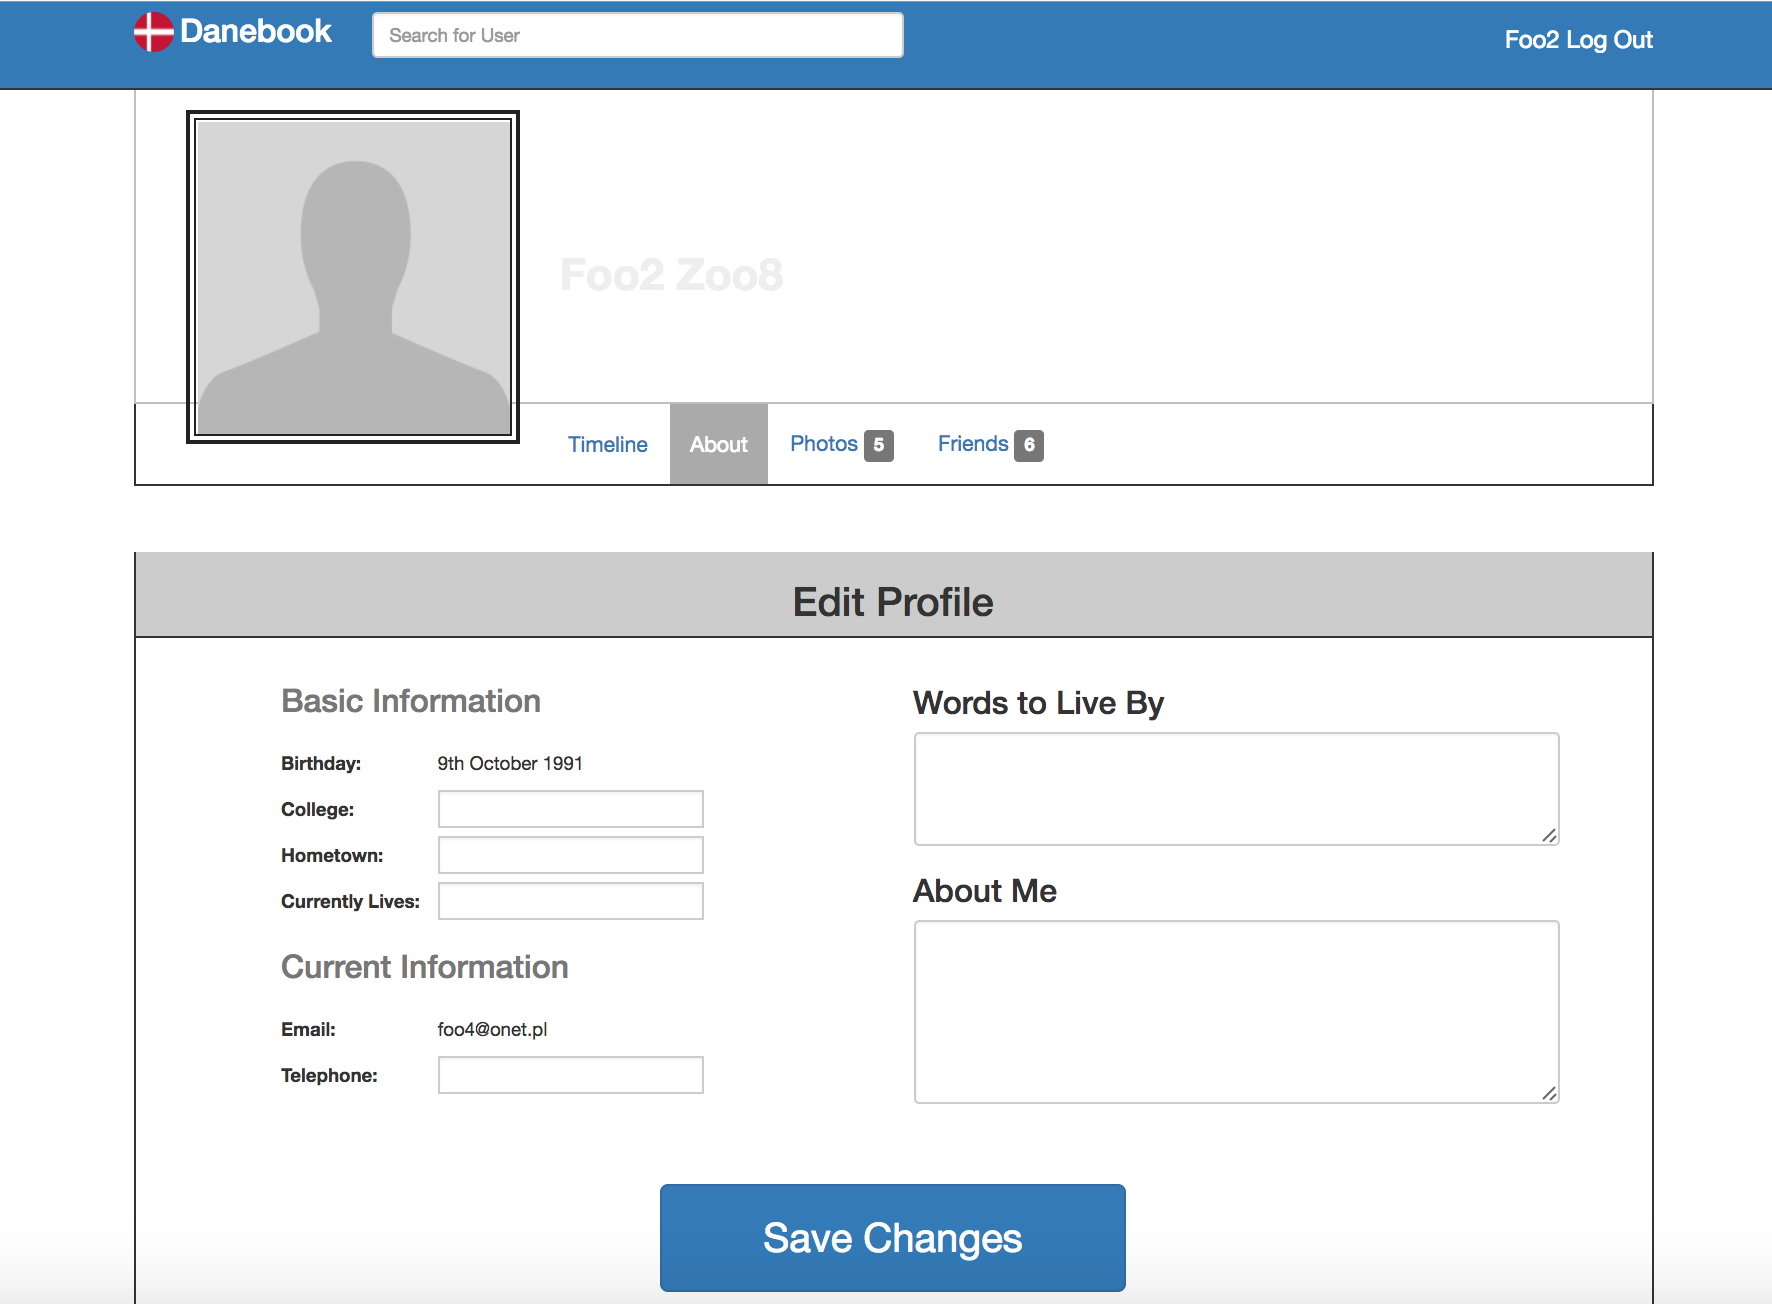 Danebook
Search for User
Foo2 Log Out
Foo2 Zoo8
Timeline
About
Photos 5
Friends 6
Edit Profile
Basic Information
Birthday: 9th October 1991
College:
Hometown:
Currently Lives:
Current Information
Email: foo4@onet.pl
Telephone:
Words to Live By
About Me
Save Changes